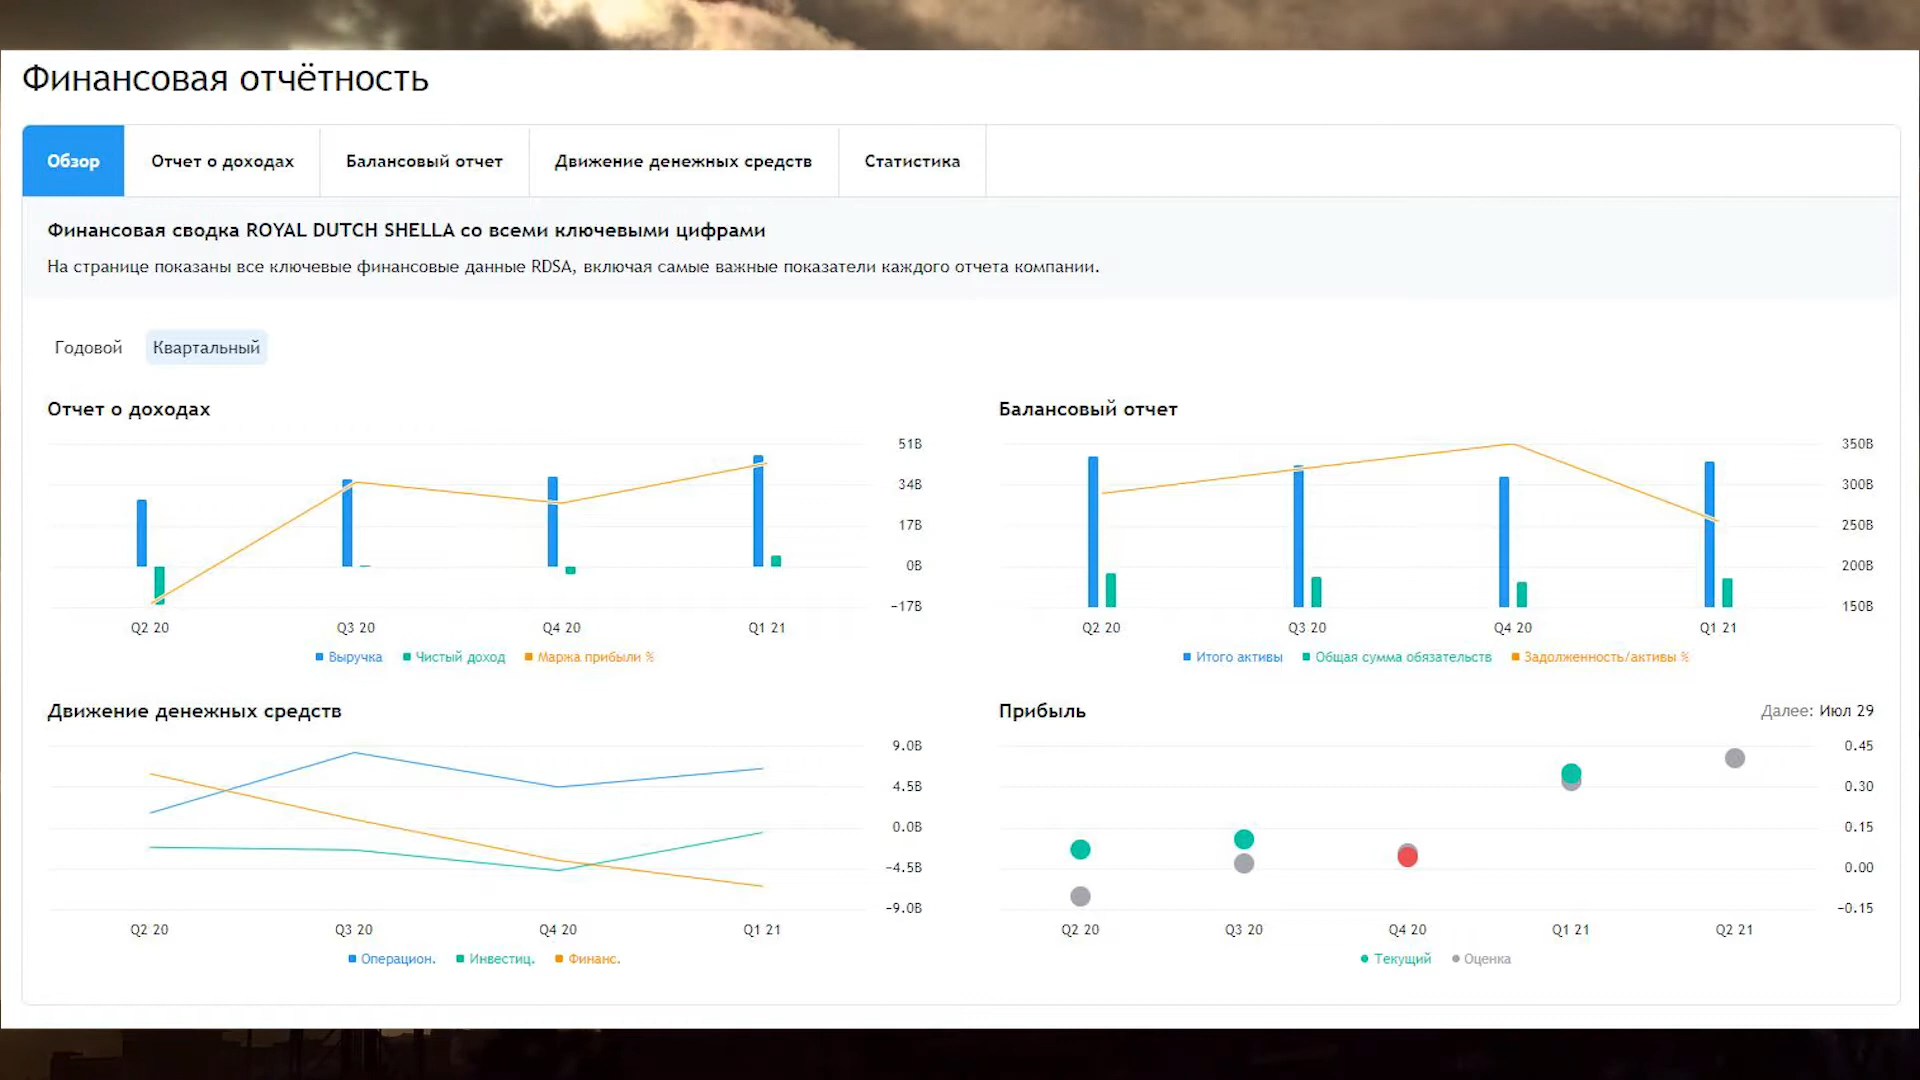 Финансовая отчётность
Обзор
Отчет о доходах
Балансовый отчет
Движение денежных средств
Статистика
Финансовая сводка ROYAL DUTCH SHELLA со всеми ключевыми цифрами
На странице показаны все ключевые финансовые данные RDSA, включая самые важные показатели каждого отчета компании.
Годовой Квартальный
Отчет о доходах
51B
34B
17B
0B
−17B
Q2 20 Q3 20 Q4 20 Q1 21
Выручка Чистый доход Маржа прибыли %
Балансовый отчет
350B
300B
250B
200B
150B
Q2 20 Q3 20 Q4 20 Q1 21
Итого активы Общая сумма обязательств Задолженность/активы %
Движение денежных средств
9.0B
4.5B
0.0B
−4.5B
−9.0B
Q2 20 Q3 20 Q4 20 Q1 21
Операцион. Инвестиц. Финанс.
Прибыль
Далее: Июл 29
0.45
0.30
0.15
0.00
−0.15
Q2 20 Q3 20 Q4 20 Q1 21 Q2 21
Текущий Оценка